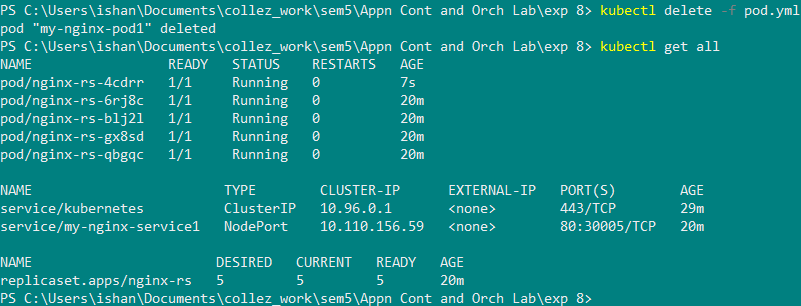 PS C:\Users\ishan\Documents\collez_work\sem5\Appn Cont and Orch Lab\exp 8> kubectl delete -f pod.yml
pod "my-nginx-pod1" deleted
PS C:\Users\ishan\Documents\collez_work\sem5\Appn Cont and Orch Lab\exp 8> kubectl get all
NAME READY STATUS RESTARTS AGE
pod/nginx-rs-4cdrr 1/1 Running 0 7s
pod/nginx-rs-6rj8c 1/1 Running 0 20m
pod/nginx-rs-blj2l 1/1 Running 0 20m
pod/nginx-rs-gx8sd 1/1 Running 0 20m
pod/nginx-rs-qbgqc 1/1 Running 0 20m
NAME TYPE CLUSTER-IP EXTERNAL-IP PORT(S) AGE
service/kubernetes ClusterIP 10.96.0.1 <none> 443/TCP 29m
service/my-nginx-service1 NodePort 10.110.156.59 <none> 80:30005/TCP 20m
NAME DESIRED CURRENT READY AGE
replicaset.apps/nginx-rs 5 5 5 20m
PS C:\Users\ishan\Documents\collez_work\sem5\Appn Cont and Orch Lab\exp 8>